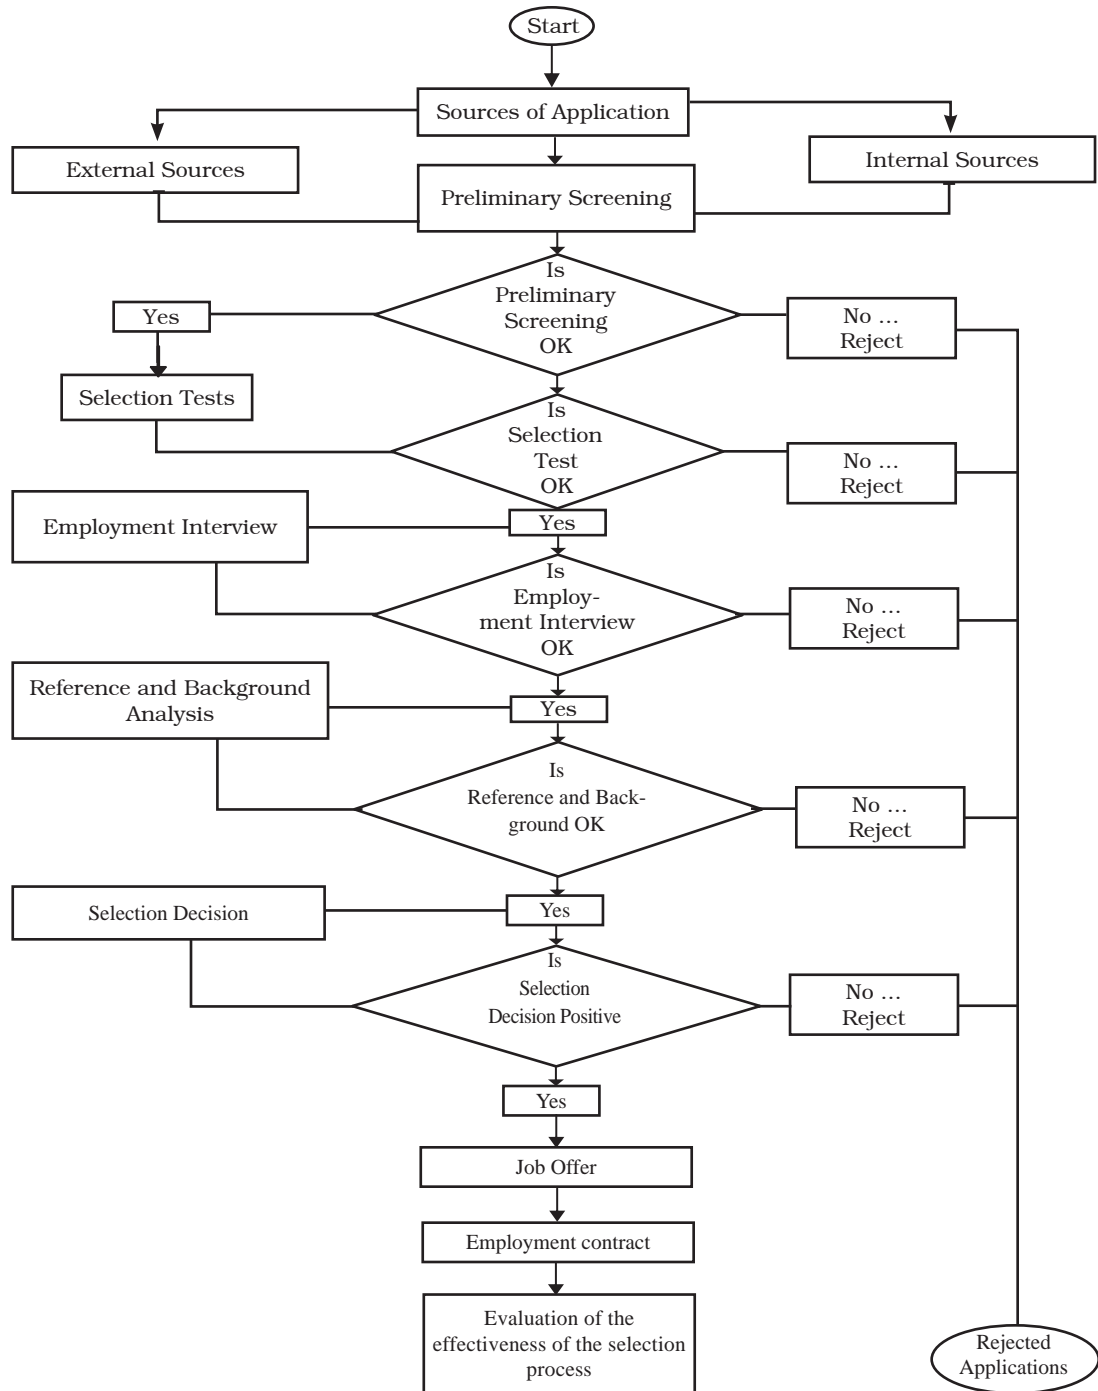 Start
Sources of Application
External Sources
Internal Sources
Preliminary Screening
Is
Preliminary
Screening
OK
Yes
No ...
Reject
Selection Tests
Is
Selection
Test
OK
No ...
Reject
Employment Interview
Yes
Is
Employ-
ment Interview
OK
No ...
Reject
Reference and Background
Analysis
Yes
Is
Reference and Back-
ground OK
No ...
Reject
Selection Decision
Yes
Is
Selection
Decision Positive
No ...
Reject
Yes
Job Offer
Employment contract
Evaluation of the
effectiveness of the selection
process
Rejected
Applications